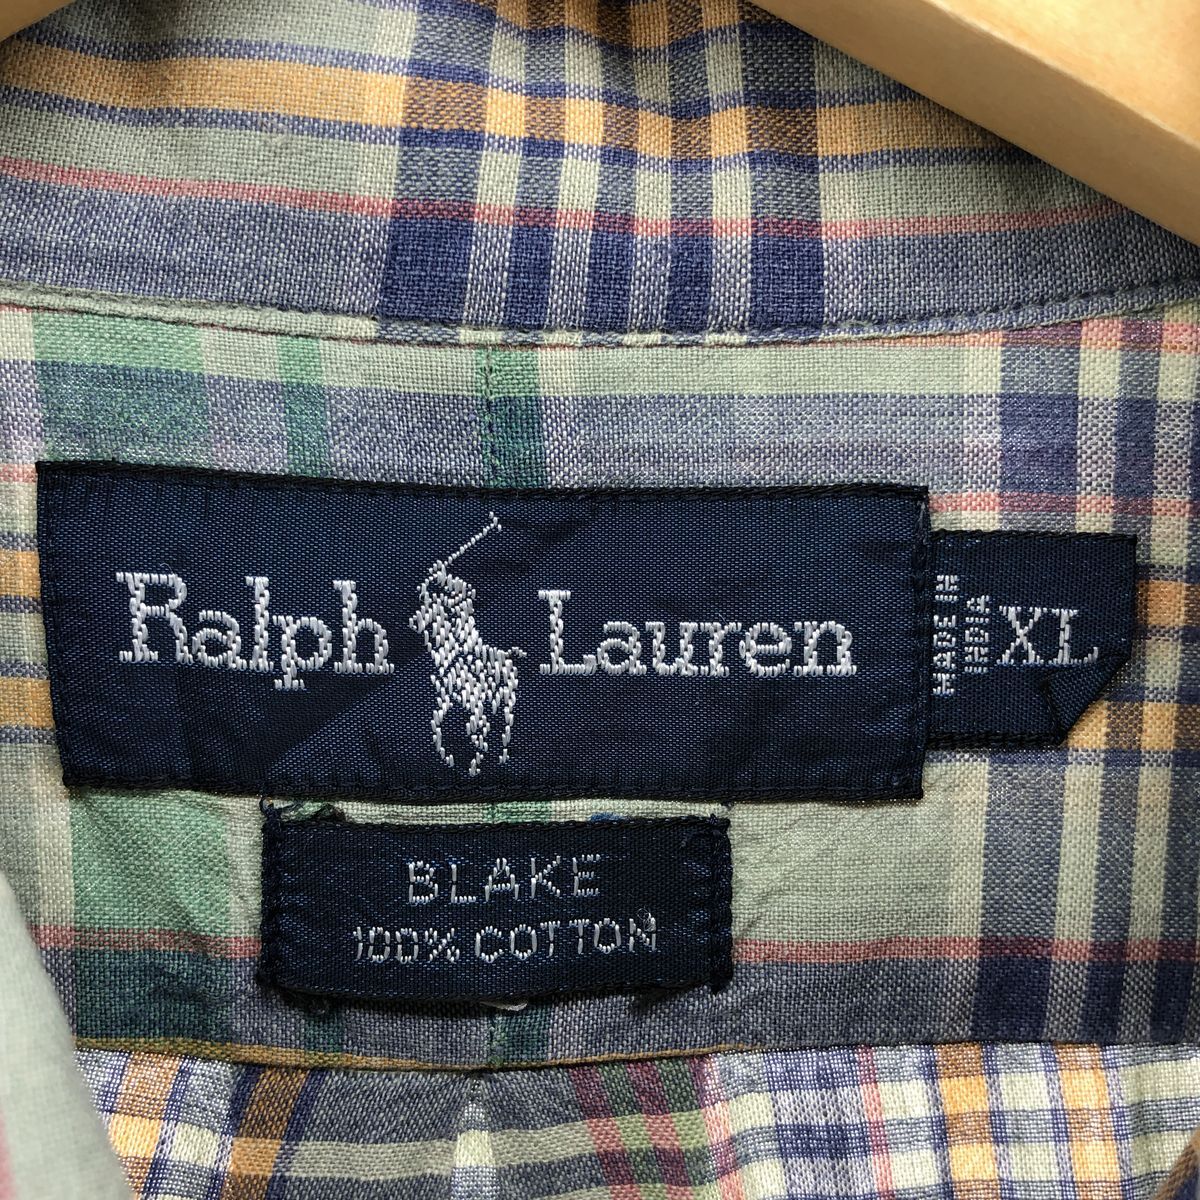 Ralph Lauren
MADE IN
INDIA
XL
BLAKE
100% COTTON